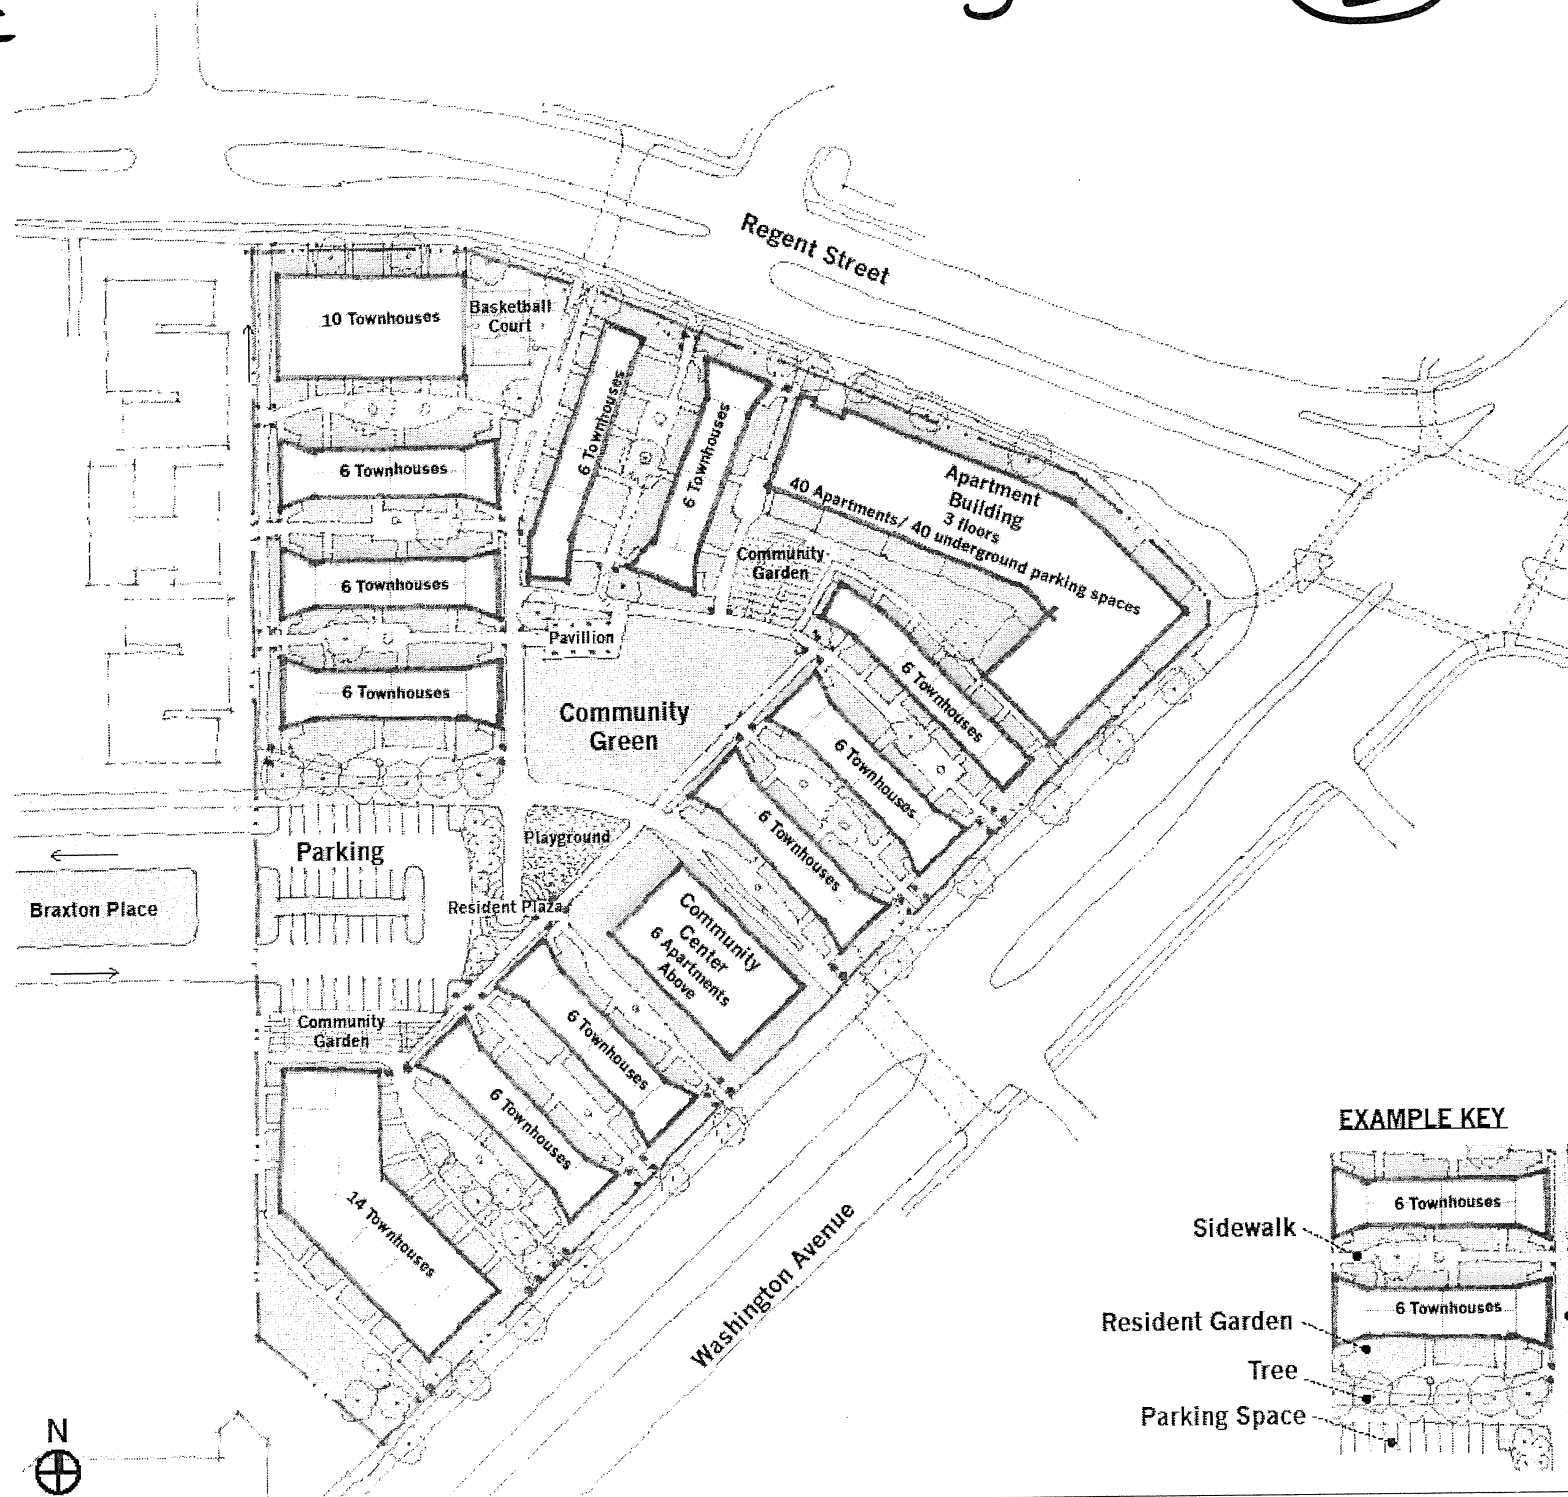 Regent Street
10 Townhouses
Basketball
Court
6 Townhouses
6 Townhouses
6 Townhouses
6 Townhouses
6 Townhouses
Apartment
Building
3 floors
40 Apartments/ 40 underground parking spaces
Community
Garden
Pavillion
Community
Green
6 Townhouses
6 Townhouses
6 Townhouses
Playground
Parking
Braxton Place
Resident Plaza
Community
Center
6 Apartments
Above
6 Townhouses
6 Townhouses
Community
Garden
14 Townhouses
Washington Avenue
N
EXAMPLE KEY
6 Townhouses
Sidewalk
6 Townhouses
Resident Garden
Tree
Parking Space